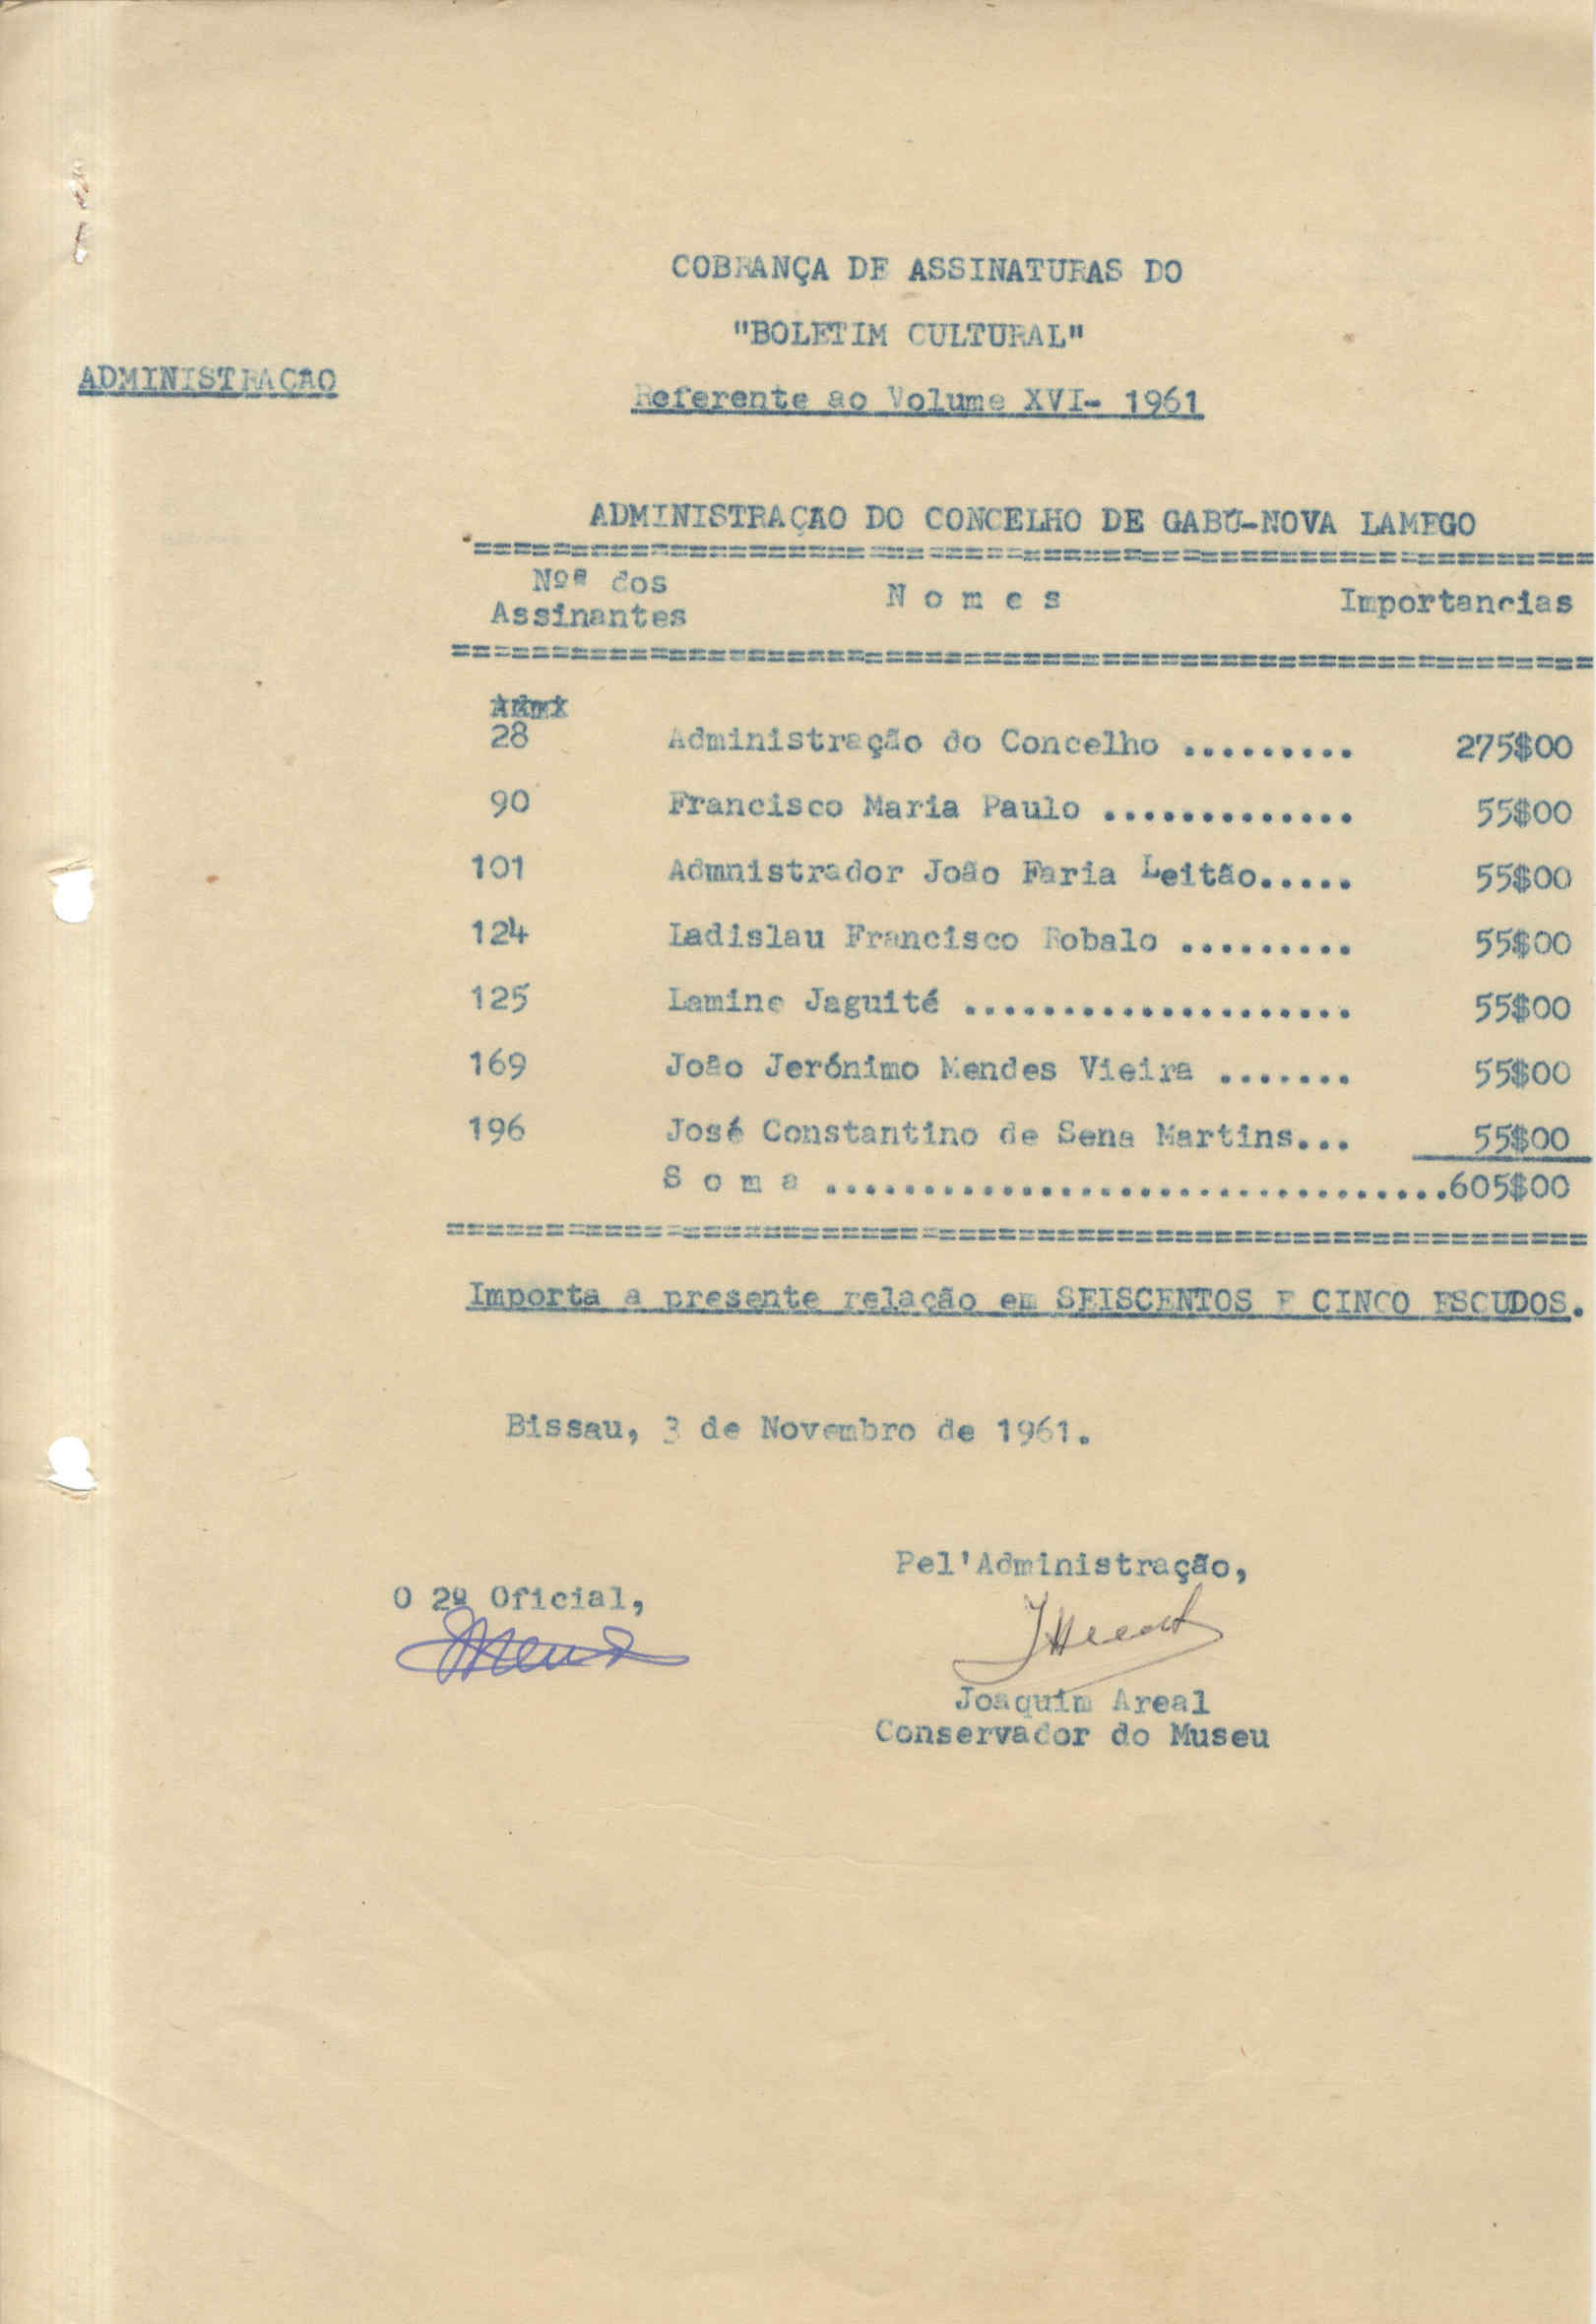 COBRANÇA DE ASSINATURAS DO
"BOLETIM CULTURAL"
ADMINISTRAÇÃO
Referente ao Volume XVI- 1961
ADMINISTRAÇÃO DO CONCELHO DE GABÚ-NOVA LAMEGO
===========================================================
Nºs dos
Assinantes N o m e s Importancias
===========================================================
28 Administração do Concelho ......... 275$00
90 Francisco Maria Paulo ............. 55$00
101 Admnistrador João Faria Leitão..... 55$00
124 Ladislau Francisco Robalo ......... 55$00
125 Lamine Jaguité .................... 55$00
169 João Jerónimo Mendes Vieira ....... 55$00
196 José Constantino de Sena Martins... 55$00
S o m a ................................605$00
===========================================================
Importa a presente relação em SEISCENTOS E CINCO ESCUDOS.
Bissau, 3 de Novembro de 1961.
Pel'Administração,
O 2º Oficial,
Joaquim Areal
Conservador do Museu